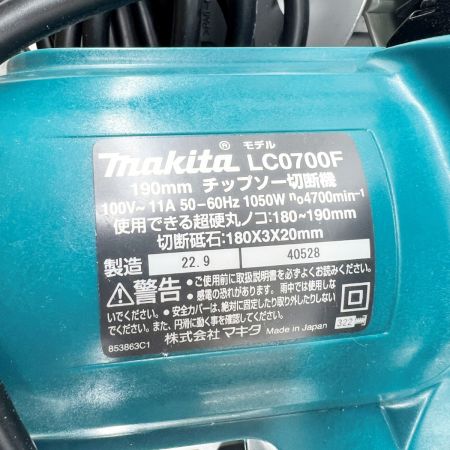 makita® モデル LC0700F
190mm チップソー切断機
100V~ 11A 50-60Hz 1050W n₀4700min⁻¹
使用できる超硬丸ノコ:180~190mm
切断砥石:180X3X20mm
製造 22.9 40528
警告:
●ご使用前に取扱説明書を必ずよくお読みください。
感電の恐れがあります。雨中では使用しないで
ください。●安全カバーは、絶対に固定したり取り外したりしない
でください。また、円滑に動く事を確認してください。
株式会社 マキタ Made in Japan
853863C1
322